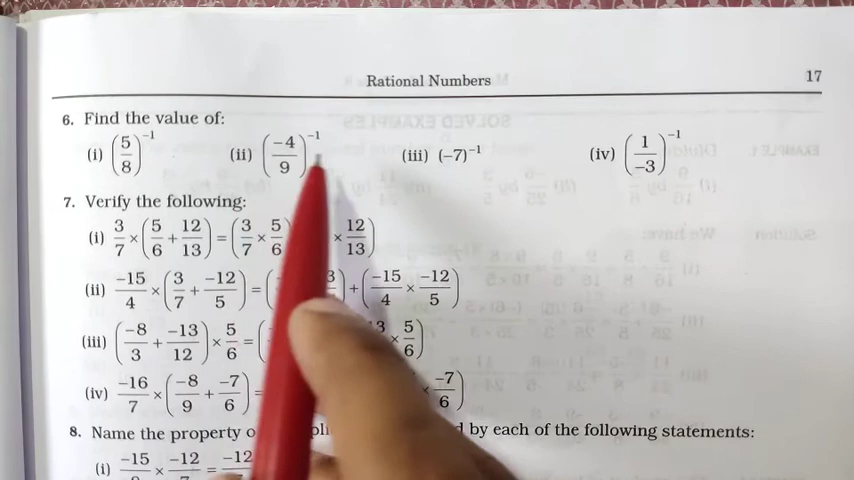 Rational Numbers 17
6. Find the value of:
(i) (5/8)⁻¹ (ii) (-4/9)⁻¹ (iii) (–7)⁻¹ (iv) (1/-3)⁻¹
7. Verify the following:
(i) 3/7 × (5/6 + 12/13) = (3/7 × 5/6 × 12/13)
(ii) -15/4 × (3/7 + -12/5) = ( 3 ) + (-15/4 × -12/5)
(iii) (-8/3 + -13/12) × 5/6 = ( 13 × 5/6)
(iv) -16/7 × (-8/9 + -7/6) = × -7/6)
8. Name the property by each of the following statements:
(i) -15 × -12 = -12